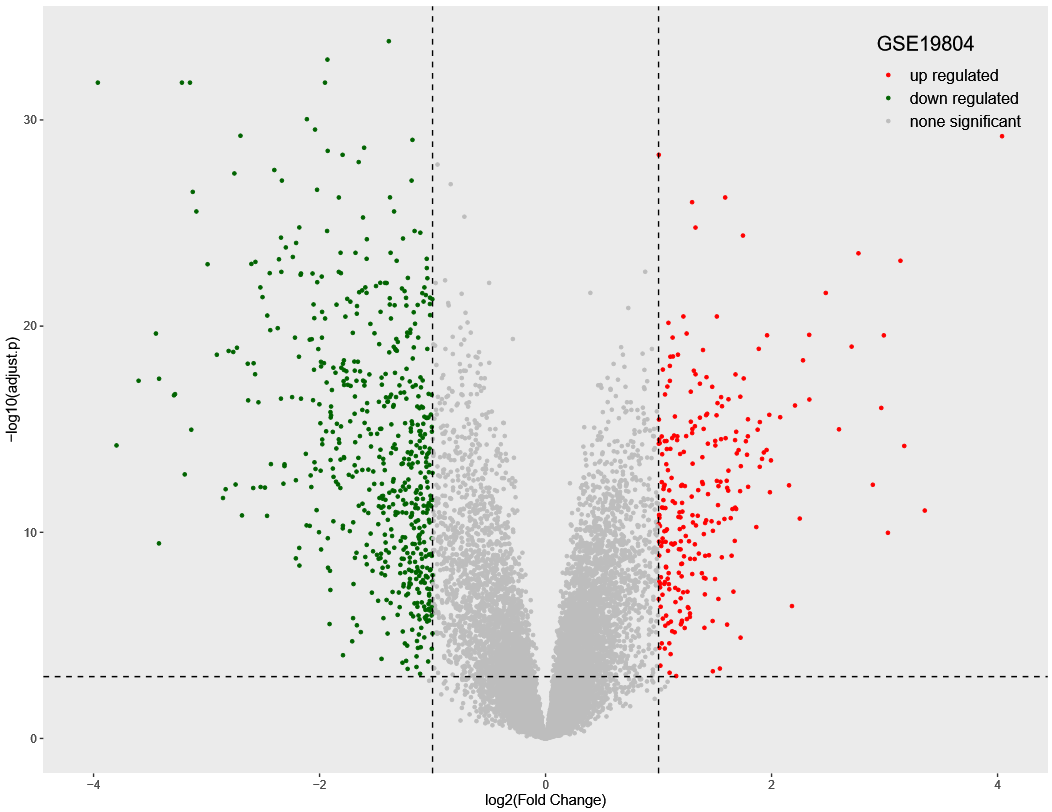 GSE19804
up regulated
down regulated
none significant
30
20
10
0
−log10(adjust.p)
−4
−2
0
2
4
log2(Fold Change)